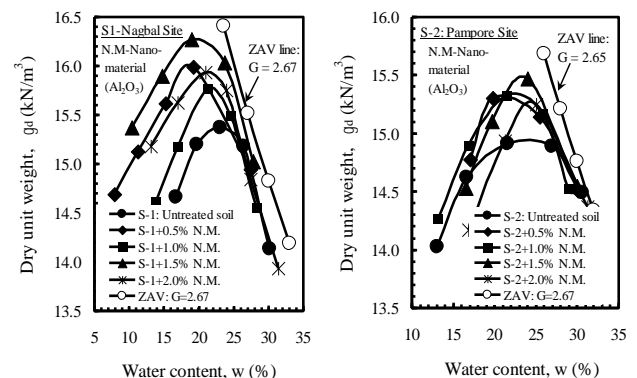 S1-Nagbal Site
N.M-Nano-
material
(Al₂O₃)
ZAV line:
G = 2.67
16.5
16.0
15.5
15.0
14.5
14.0
13.5
Dry unit weight, gd (kN/m³)
S-1: Untreated soil
S-1+0.5% N.M.
S-1+1.0% N.M.
S-1+1.5% N.M.
S-1+2.0% N.M.
ZAV: G=2.67
5 10 15 20 25 30 35
Water content, w (%)
S-2: Pampore Site
N.M-Nano-
material
(Al₂O₃)
ZAV line:
G = 2.65
16.0
15.5
15.0
14.5
14.0
13.5
Dry unit weight, gd (kN/m³)
S-2: Untreated soil
S-2+0.5% N.M.
S-2+1.0% N.M.
S-2+1.5% N.M.
S-2+2.0% N.M.
ZAV: G=2.67
10 15 20 25 30 35
Water content, w (%)